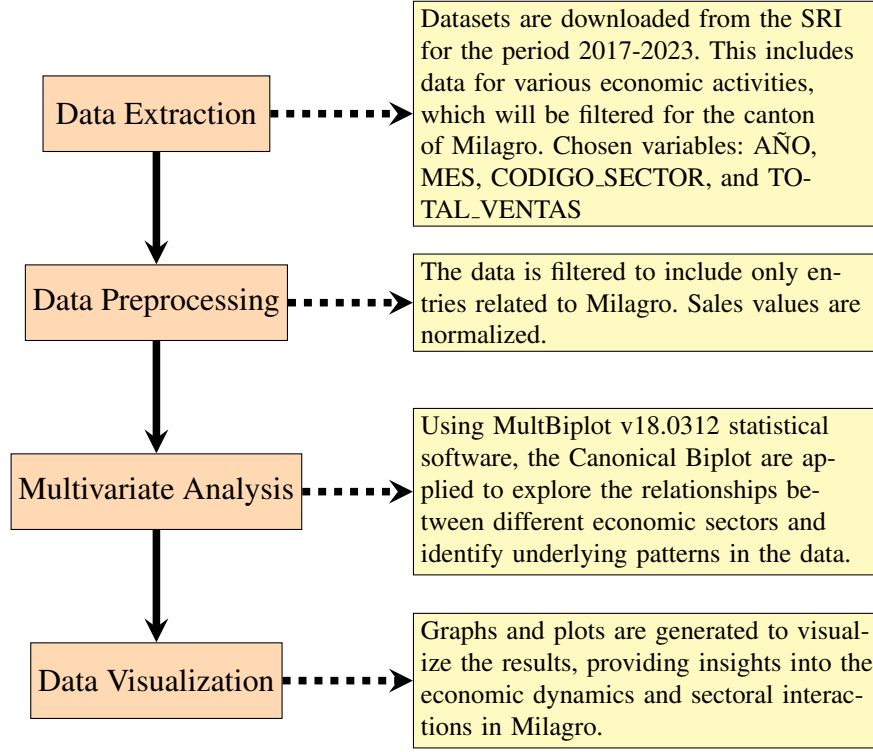 Data Extraction
Datasets are downloaded from the SRI
for the period 2017-2023. This includes
data for various economic activities,
which will be filtered for the canton
of Milagro. Chosen variables: AÑO,
MES, CODIGO_SECTOR, and TO-
TAL_VENTAS
Data Preprocessing
The data is filtered to include only en-
tries related to Milagro. Sales values are
normalized.
Multivariate Analysis
Using MultBiplot v18.0312 statistical
software, the Canonical Biplot are ap-
plied to explore the relationships be-
tween different economic sectors and
identify underlying patterns in the data.
Data Visualization
Graphs and plots are generated to visual-
ize the results, providing insights into the
economic dynamics and sectoral interac-
tions in Milagro.